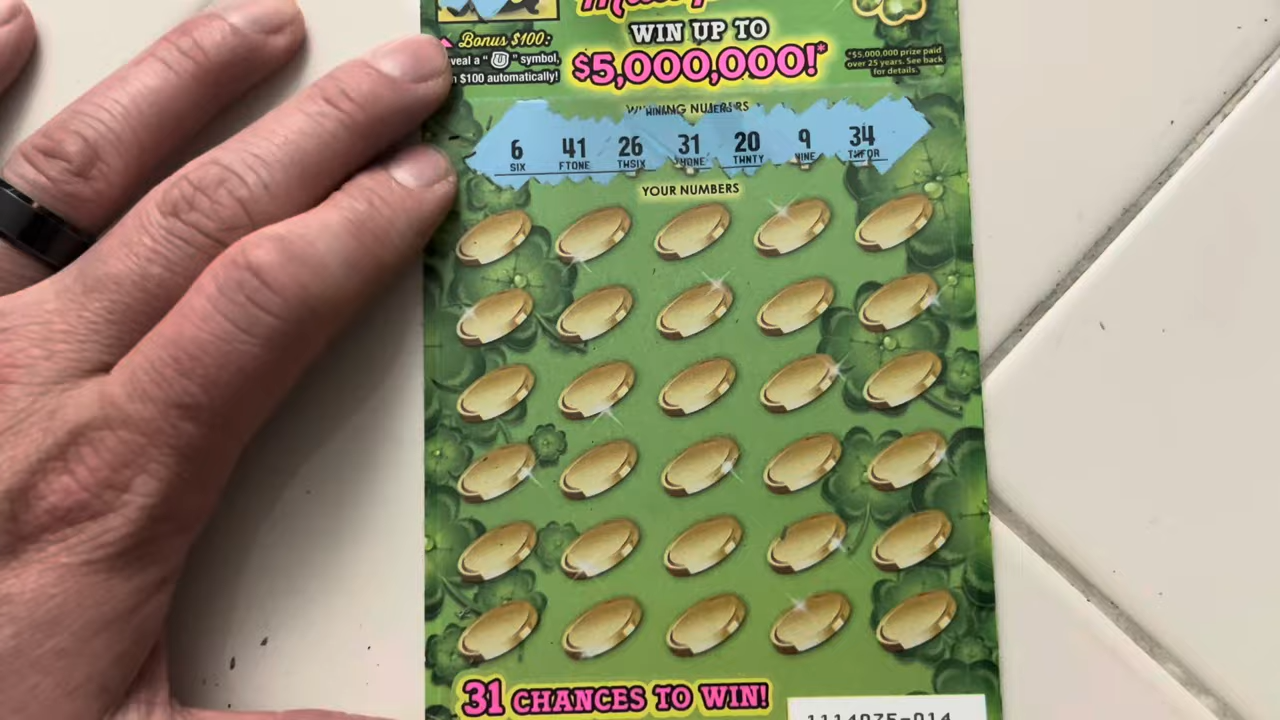 WIN UP TO
$5,000,000!*
Bonus $100:
veal a " U " symbol,
$100 automatically!
*$5,000,000 prize paid
over 25 years. See back
for details.
WINNING NUMBERS
6 41 26 31 20 9 34
SIX FTONE TWSIX THONE TWNTY NINE THFOR
YOUR NUMBERS
31 CHANCES TO WIN!
1114075-014